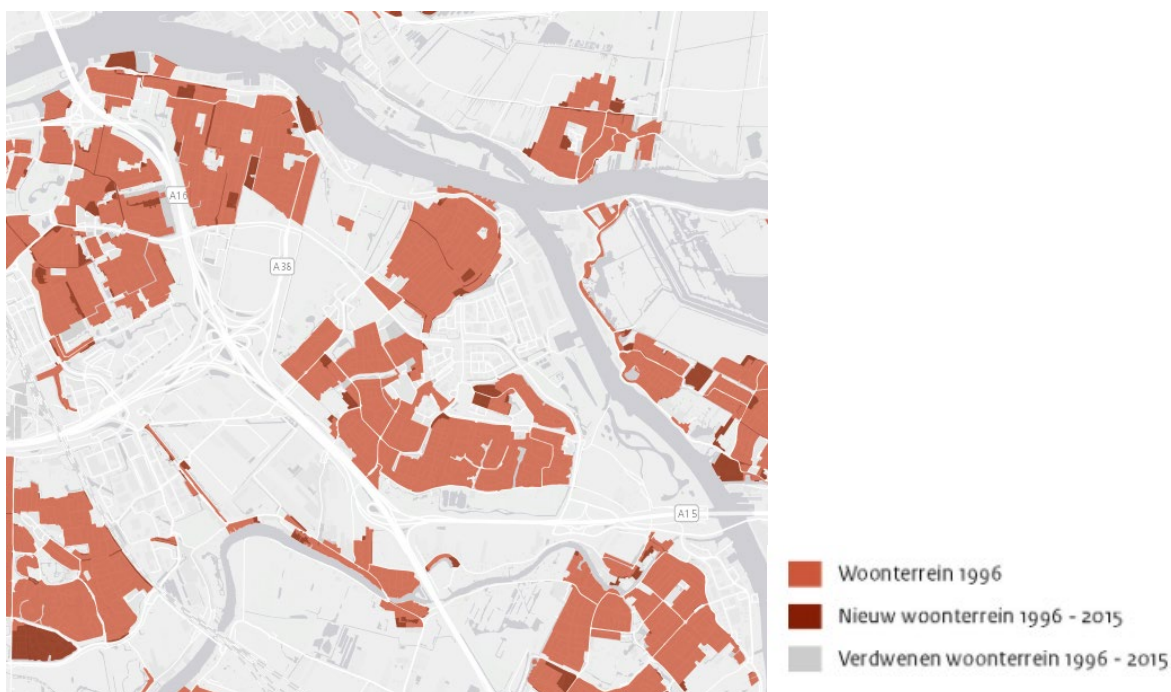 A16
A38
A15
Woonterrein 1996
Nieuw woonterrein 1996 - 2015
Verdwenen woonterrein 1996 - 2015